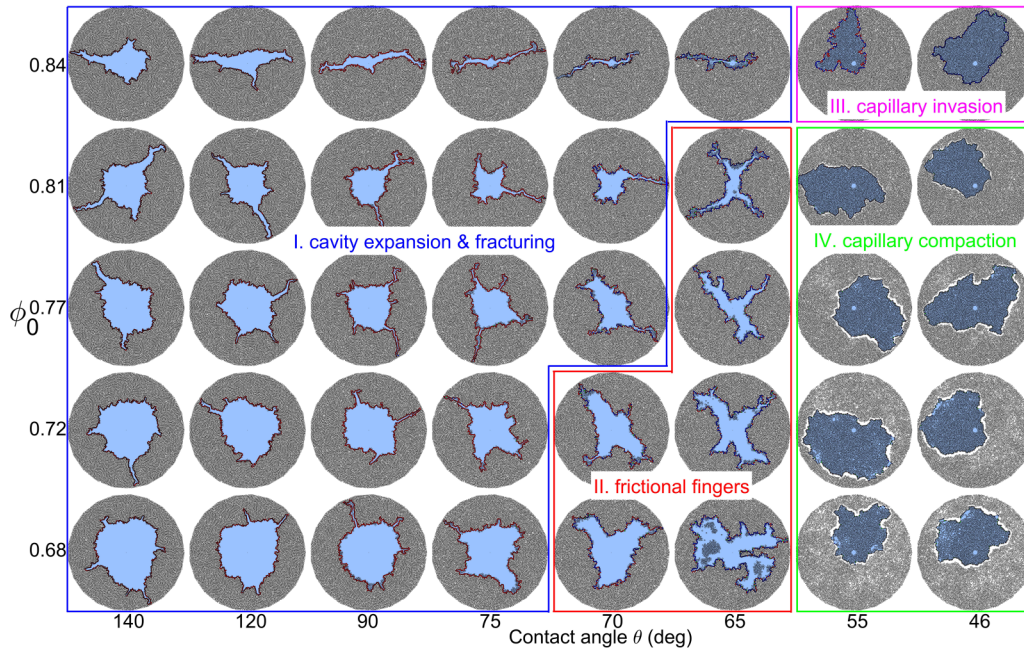 0.84
III. capillary invasion
0.81
I. cavity expansion & fracturing
IV. capillary compaction
ϕ0
0.77
0.72
II. frictional fingers
0.68
140 120 90 75 70 65 55 46
Contact angle θ (deg)